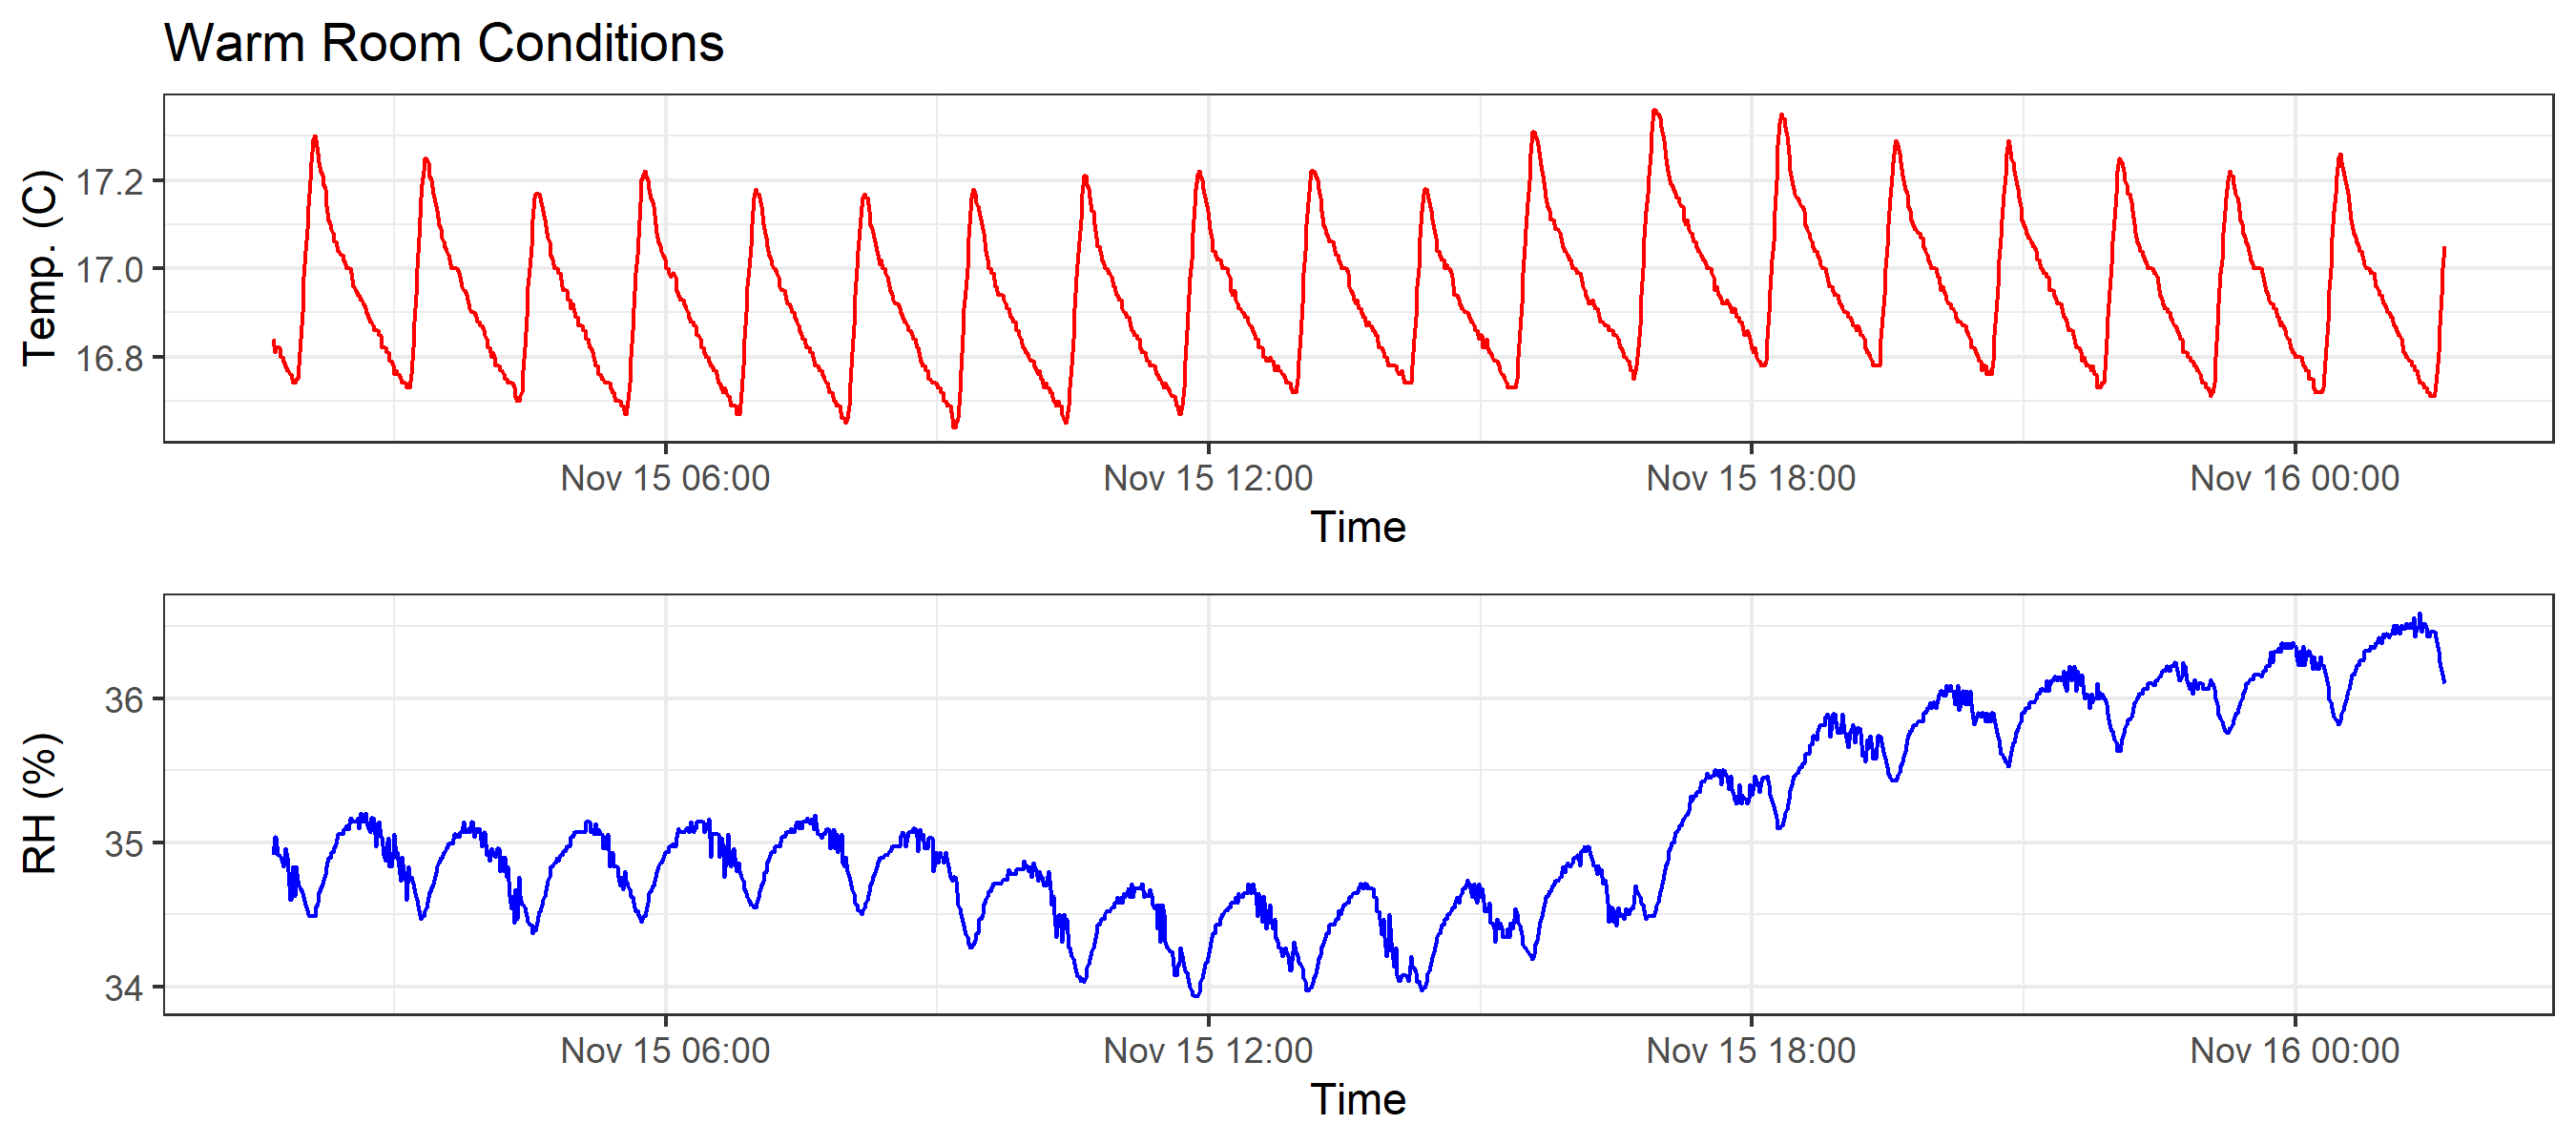 Warm Room Conditions
Temp. (C)
17.2
17.0
16.8
Nov 15 06:00 Nov 15 12:00 Nov 15 18:00 Nov 16 00:00
Time
RH (%)
36
35
34
Nov 15 06:00 Nov 15 12:00 Nov 15 18:00 Nov 16 00:00
Time